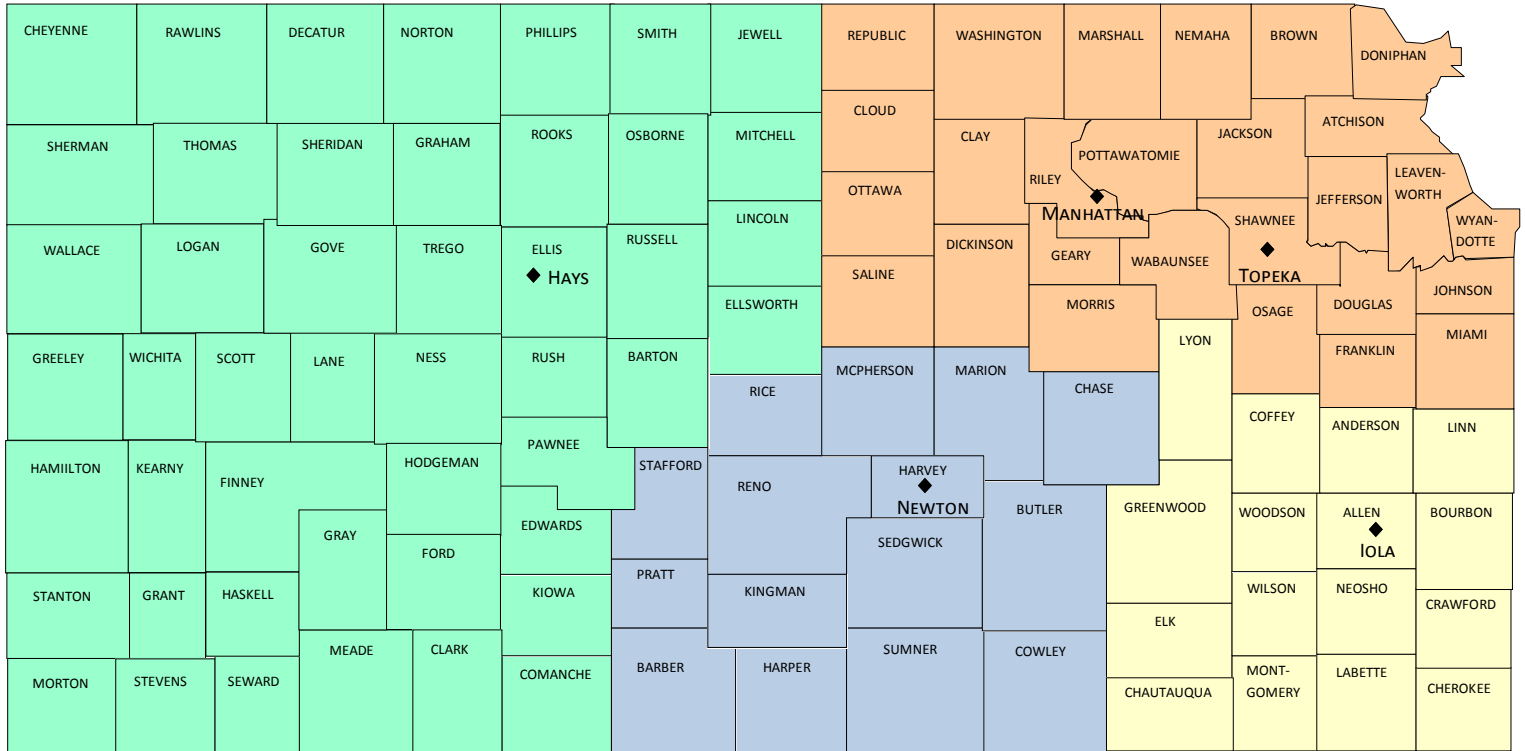 CHEYENNE
RAWLINS
DECATUR
NORTON
PHILLIPS
SMITH
JEWELL
REPUBLIC
WASHINGTON
MARSHALL
NEMAHA
BROWN
DONIPHAN
SHERMAN
THOMAS
SHERIDAN
GRAHAM
ROOKS
OSBORNE
MITCHELL
CLOUD
CLAY
RILEY
POTTAWATOMIE
JACKSON
ATCHISON
JEFFERSON
LEAVEN-
WORTH
WYAN-
DOTTE
WALLACE
LOGAN
GOVE
TREGO
ELLIS
HAYS
RUSSELL
LINCOLN
OTTAWA
MANHATTAN
DICKINSON
GEARY
WABAUNSEE
SHAWNEE
TOPEKA
ELLSWORTH
SALINE
MORRIS
OSAGE
DOUGLAS
JOHNSON
GREELEY
WICHITA
SCOTT
LANE
NESS
RUSH
BARTON
RICE
MCPHERSON
MARION
CHASE
LYON
FRANKLIN
MIAMI
HAMIILTON
KEARNY
FINNEY
HODGEMAN
PAWNEE
STAFFORD
RENO
HARVEY
NEWTON
COFFEY
ANDERSON
LINN
GRAY
FORD
EDWARDS
SEDGWICK
BUTLER
GREENWOOD
WOODSON
ALLEN
IOLA
BOURBON
STANTON
GRANT
HASKELL
KIOWA
PRATT
KINGMAN
ELK
WILSON
NEOSHO
CRAWFORD
MORTON
STEVENS
SEWARD
MEADE
CLARK
COMANCHE
BARBER
HARPER
SUMNER
COWLEY
CHAUTAUQUA
MONT-
GOMERY
LABETTE
CHEROKEE